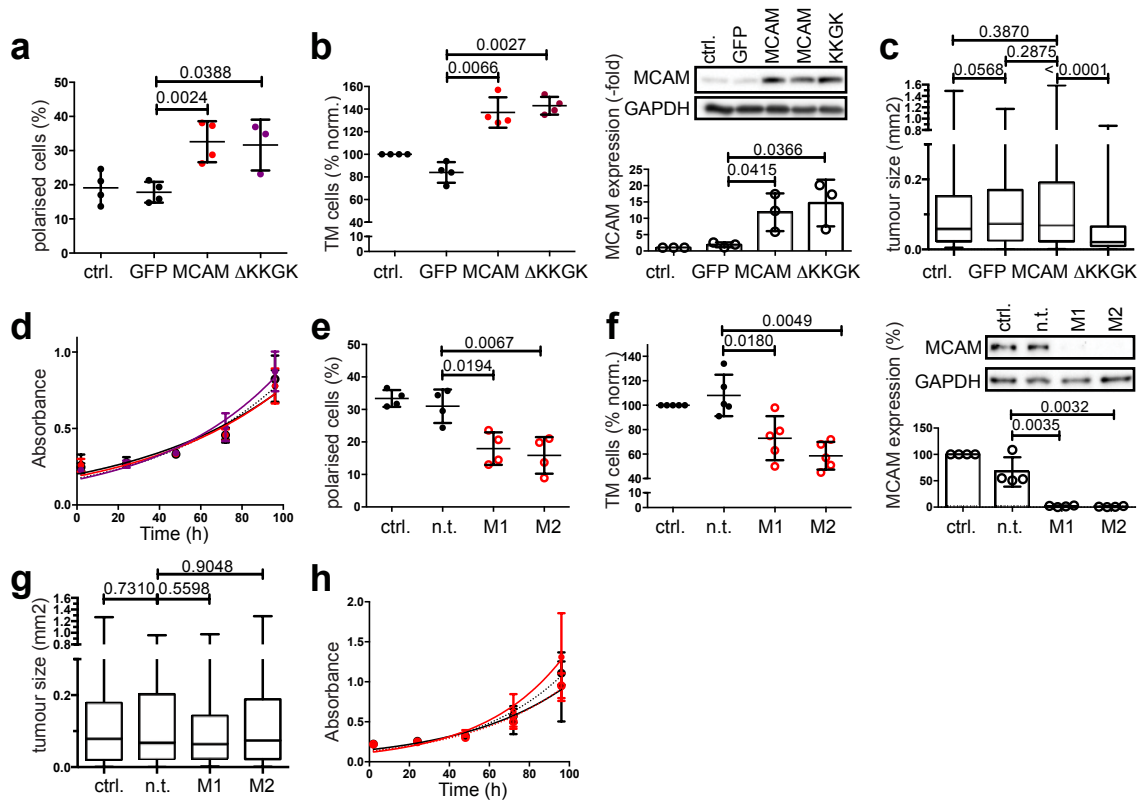 a
polarised cells (%)
50
40
30
20
10
0
0.0388
0.0024
ctrl.
GFP
MCAM
ΔKKGK
b
TM cells (% norm.)
160
140
120
100
80
60
10
0
0.0027
0.0066
ctrl.
GFP
MCAM
ΔKKGK
ctrl.
GFP
MCAM
MCAM
KKGK
MCAM
GAPDH
MCAM expression (-fold)
25
20
15
10
5
0
0.0366
0.0415
ctrl.
GFP
MCAM
ΔKKGK
c
tumour size (mm2)
1.6
1.4
1.2
1.0
0.8
0.2
0.0
0.3870
0.2875
<
0.0568
0.0001
ctrl.
GFP
MCAM
ΔKKGK
d
Absorbance
1.0
0.5
0.0
0
20
40
60
80
100
Time (h)
e
polarised cells (%)
50
40
30
20
10
0
0.0067
0.0194
ctrl.
n.t.
M1
M2
f
TM cells (% norm.)
140
120
100
80
60
40
10
0
0.0049
0.0180
ctrl.
n.t.
M1
M2
ctrl.
n.t.
M1
M2
MCAM
GAPDH
MCAM expression (%)
150
100
50
0
0.0032
0.0035
ctrl.
n.t.
M1
M2
g
tumour size (mm2)
1.6
1.4
1.2
1.0
0.8
0.2
0.0
0.9048
0.7310
0.5598
ctrl.
n.t.
M1
M2
h
Absorbance
2.0
1.5
1.0
0.5
0.0
0
20
40
60
80
100
Time (h)